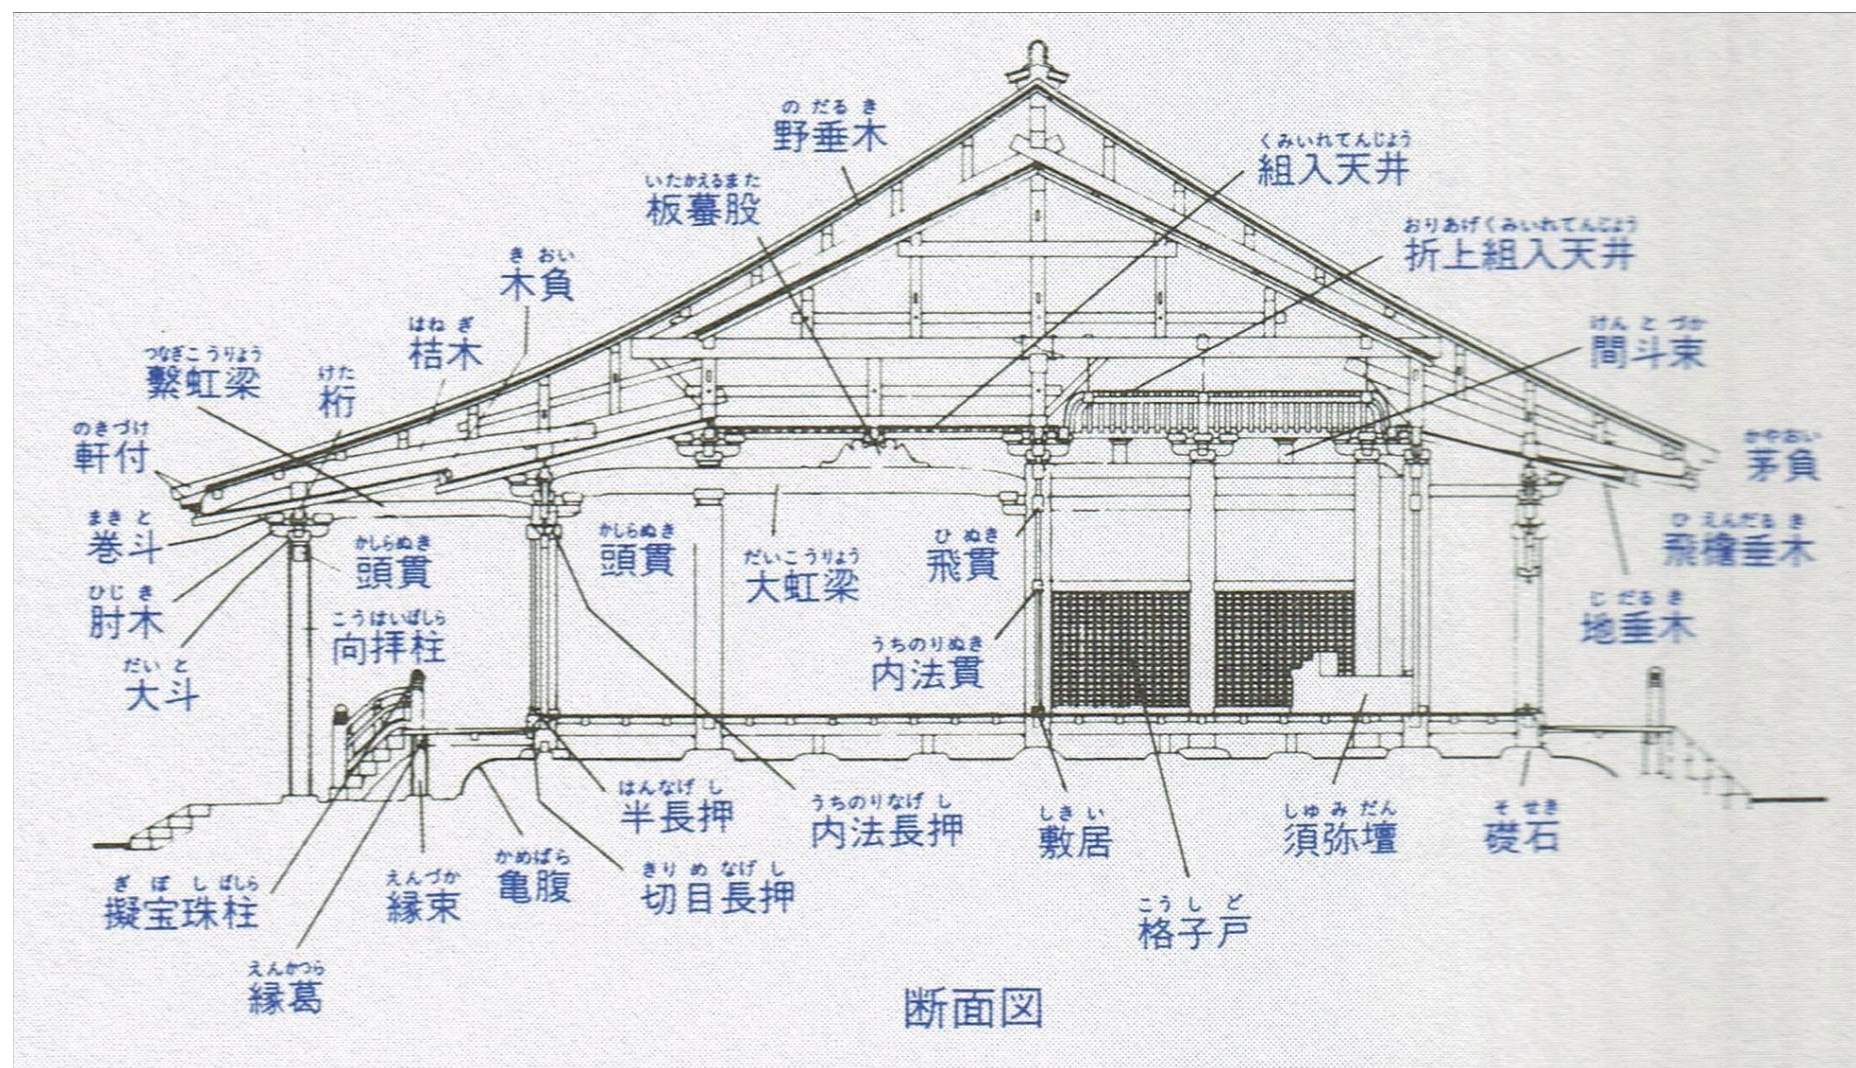 の だる き
野垂木
くみいれてんじょう
組入天井
いたかえるまた
板蟇股
おりあげくみいれてんじょう
折上組入天井
き おい
木負
はね ぎ
桔木
けん と づか
間斗束
つなぎこうりょう
繫虹梁
けた
桁
のきづけ
軒付
かやおい
茅負
まき と
巻斗
かしらぬき
頭貫
かしらぬき
頭貫
だいこうりょう
大虹梁
ひ ぬき
飛貫
ひ えんだる き
飛檐垂木
ひじ き
肘木
こうはいばしら
向拝柱
うちのりぬき
内法貫
じ だる き
地垂木
だい と
大斗
はんなげ し
半長押
うちのりなげ し
内法長押
しき い
敷居
しゅ み だん
須弥壇
そ せき
礎石
ぎ ぼ し ばしら
擬宝珠柱
えんづか
縁束
かめばら
亀腹
きり め なげ し
切目長押
こう し ど
格子戸
えんかつら
縁葛
断面図